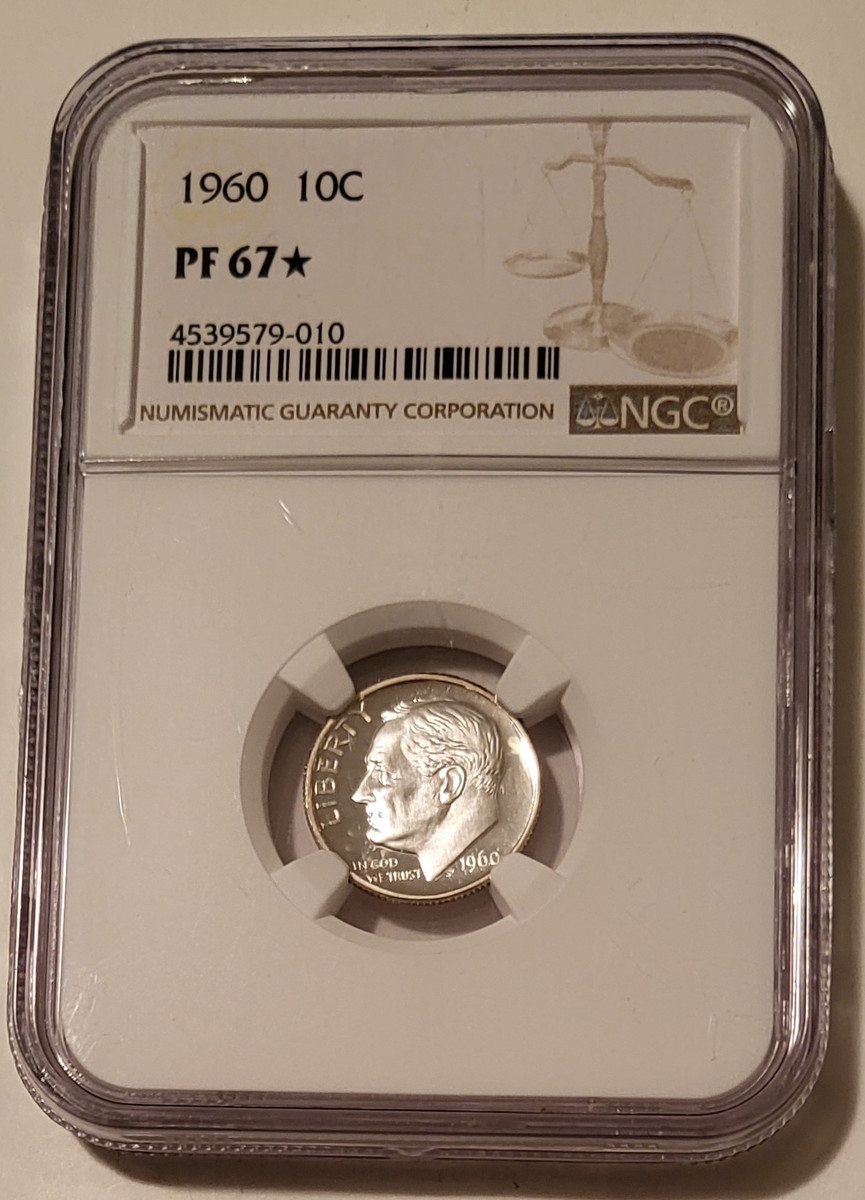 1960 10C
PF 67★
4539579-010
NUMISMATIC GUARANTY CORPORATION NGC®
LIBERTY
IN GOD
WE TRUST
1960